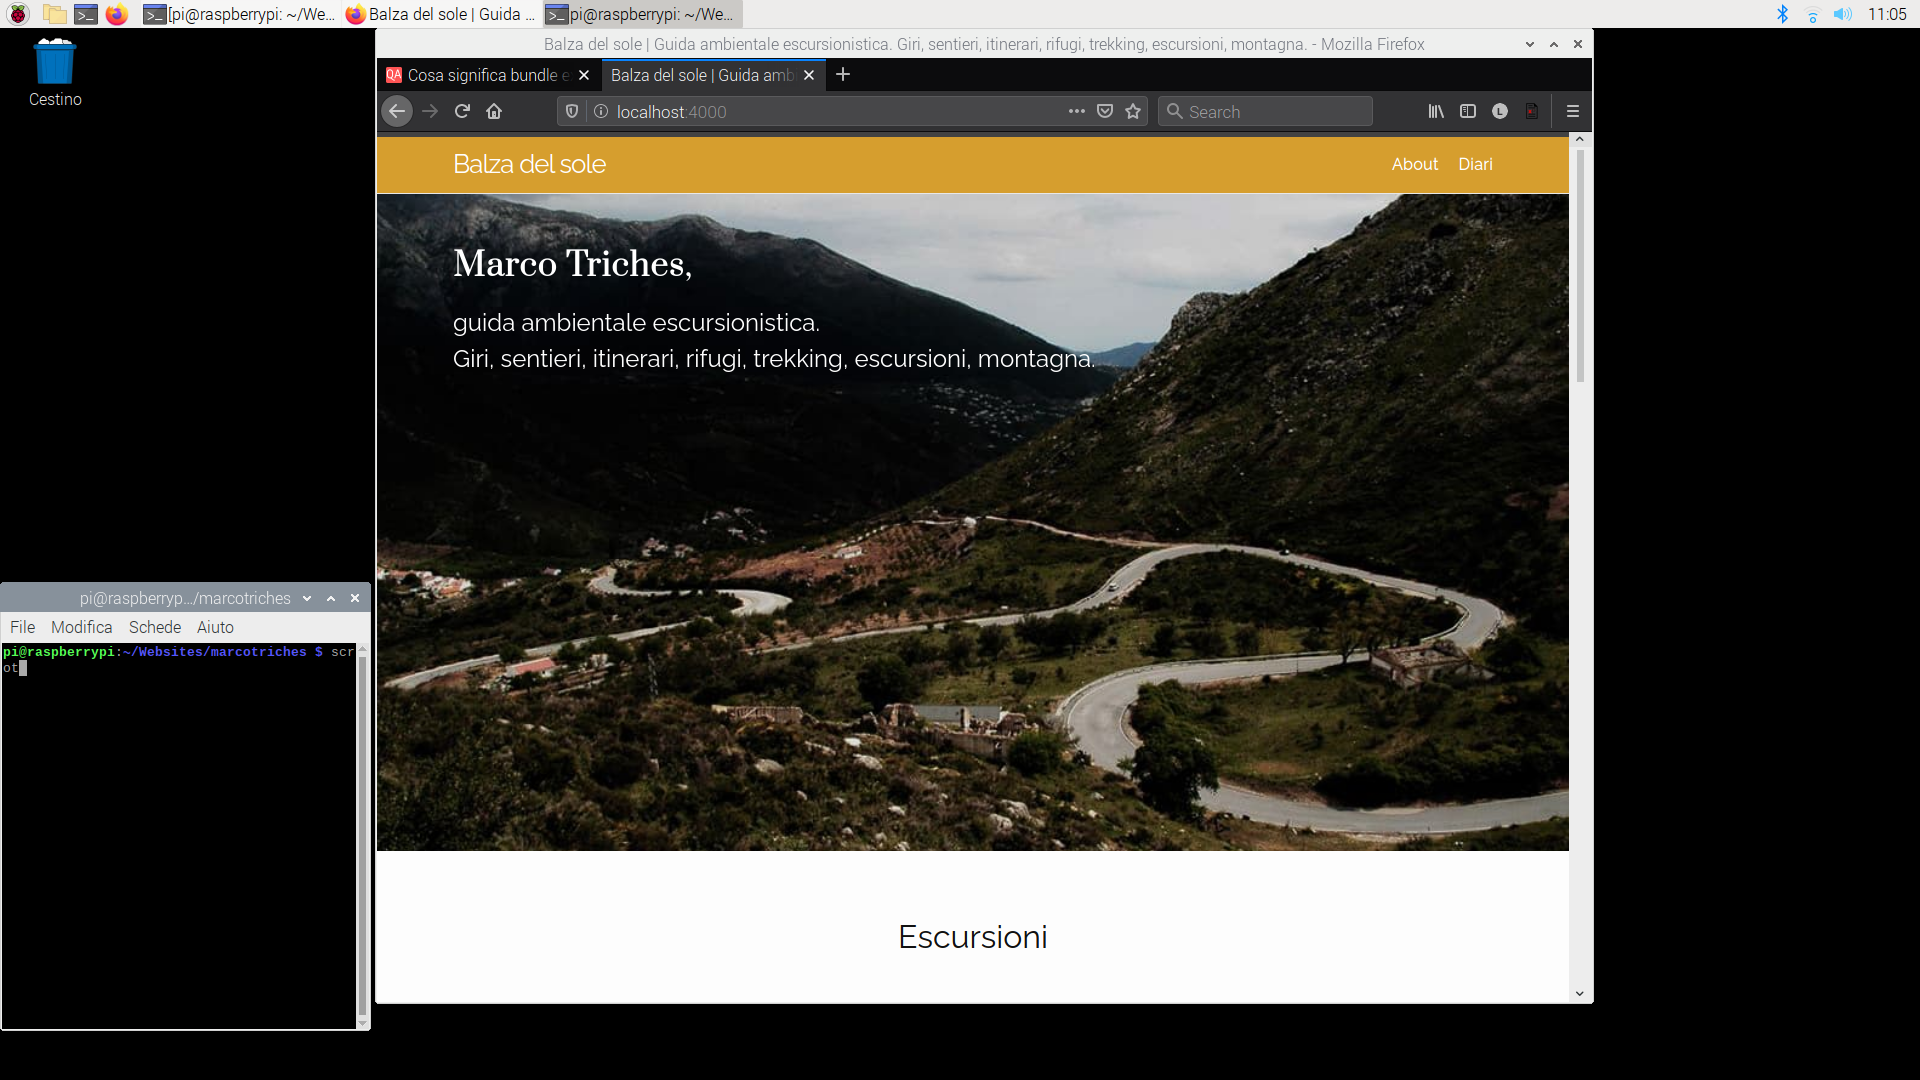 [pi@raspberrypi: ~/We...
Balza del sole | Guida ...
pi@raspberrypi: ~/We...
11:05
Cestino
Balza del sole | Guida ambientale escursionistica. Giri, sentieri, itinerari, rifugi, trekking, escursioni, montagna. - Mozilla Firefox
QA Cosa significa bundle e
Balza del sole | Guida amb
localhost:4000
Search
L
Balza del sole
About
Diari
Marco Triches,
guida ambientale escursionistica.
Giri, sentieri, itinerari, rifugi, trekking, escursioni, montagna.
Escursioni
pi@raspberryp.../marcotriches
File Modifica Schede Aiuto
pi@raspberrypi:~/Websites/marcotriches $ scr
ot